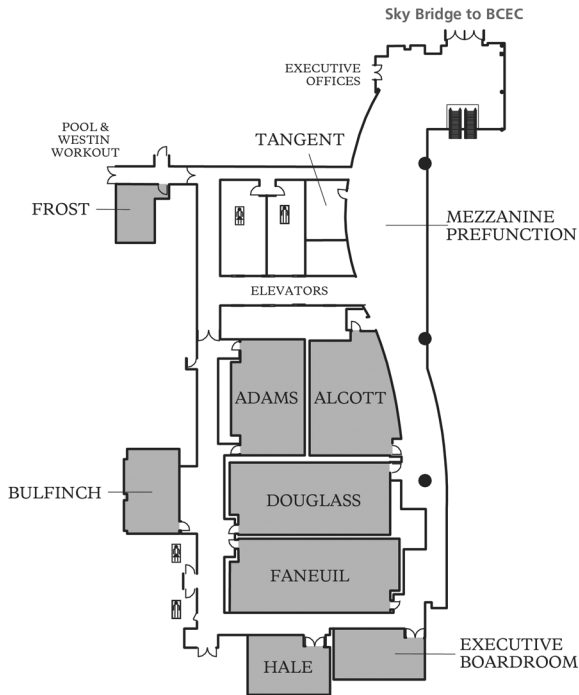 Sky Bridge to BCEC
EXECUTIVE
OFFICES
POOL &
WESTIN
WORKOUT
TANGENT
FROST
MEZZANINE
PREFUNCTION
ELEVATORS
ADAMS
ALCOTT
BULFINCH
DOUGLASS
FANEUIL
HALE
EXECUTIVE
BOARDROOM